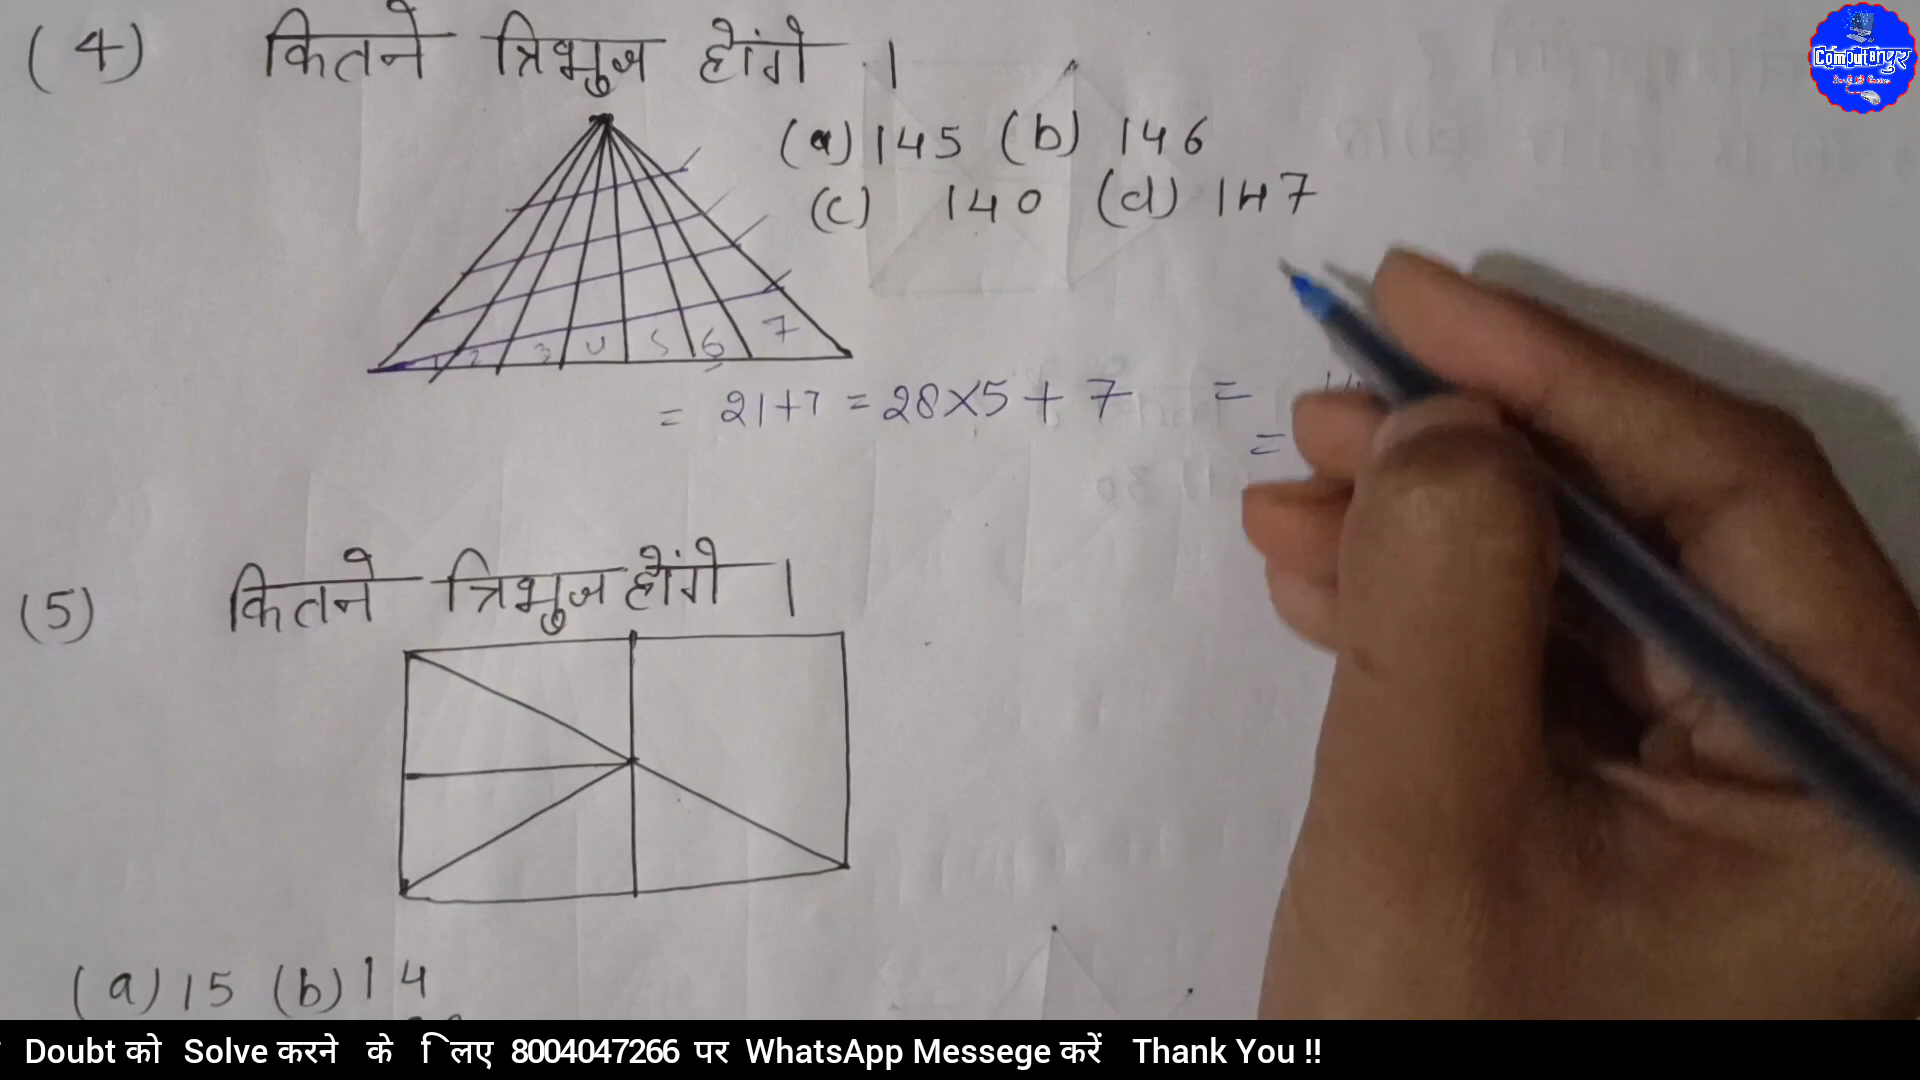 (4) कितने त्रिभुज होंगे ।
(a) 145 (b) 146
(c) 140 (d) 147
1 2 3 4 5 6 7
= 21+7 = 28×5 + 7 =
=
(5) कितने त्रिभुज होंगे ।
(a) 15 (b) 14
Computerगुर
Doubt को Solve करने के लिए 8004047266 पर WhatsApp Messege करें Thank You !!